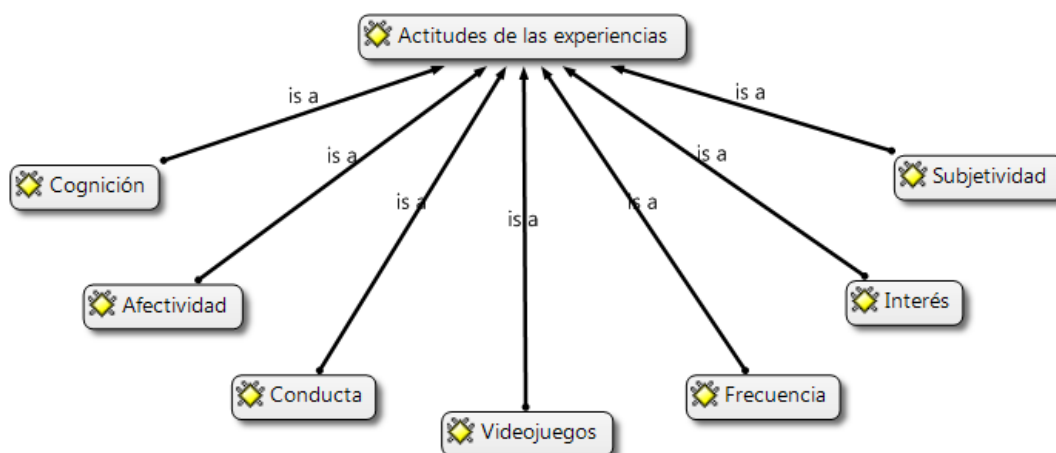 Actitudes de las experiencias
is a
is a
is a
is a
is a
is a
is a
Cognición
Subjetividad
Afectividad
Interés
Conducta
Frecuencia
Videojuegos